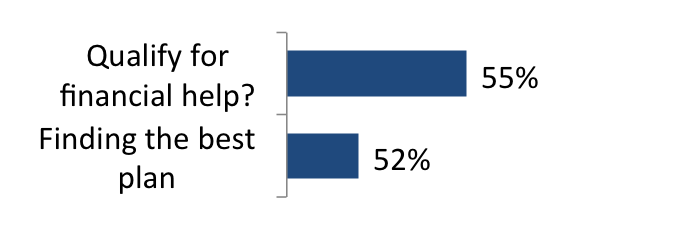 Qualify for
financial help?
55%
Finding the best
plan
52%